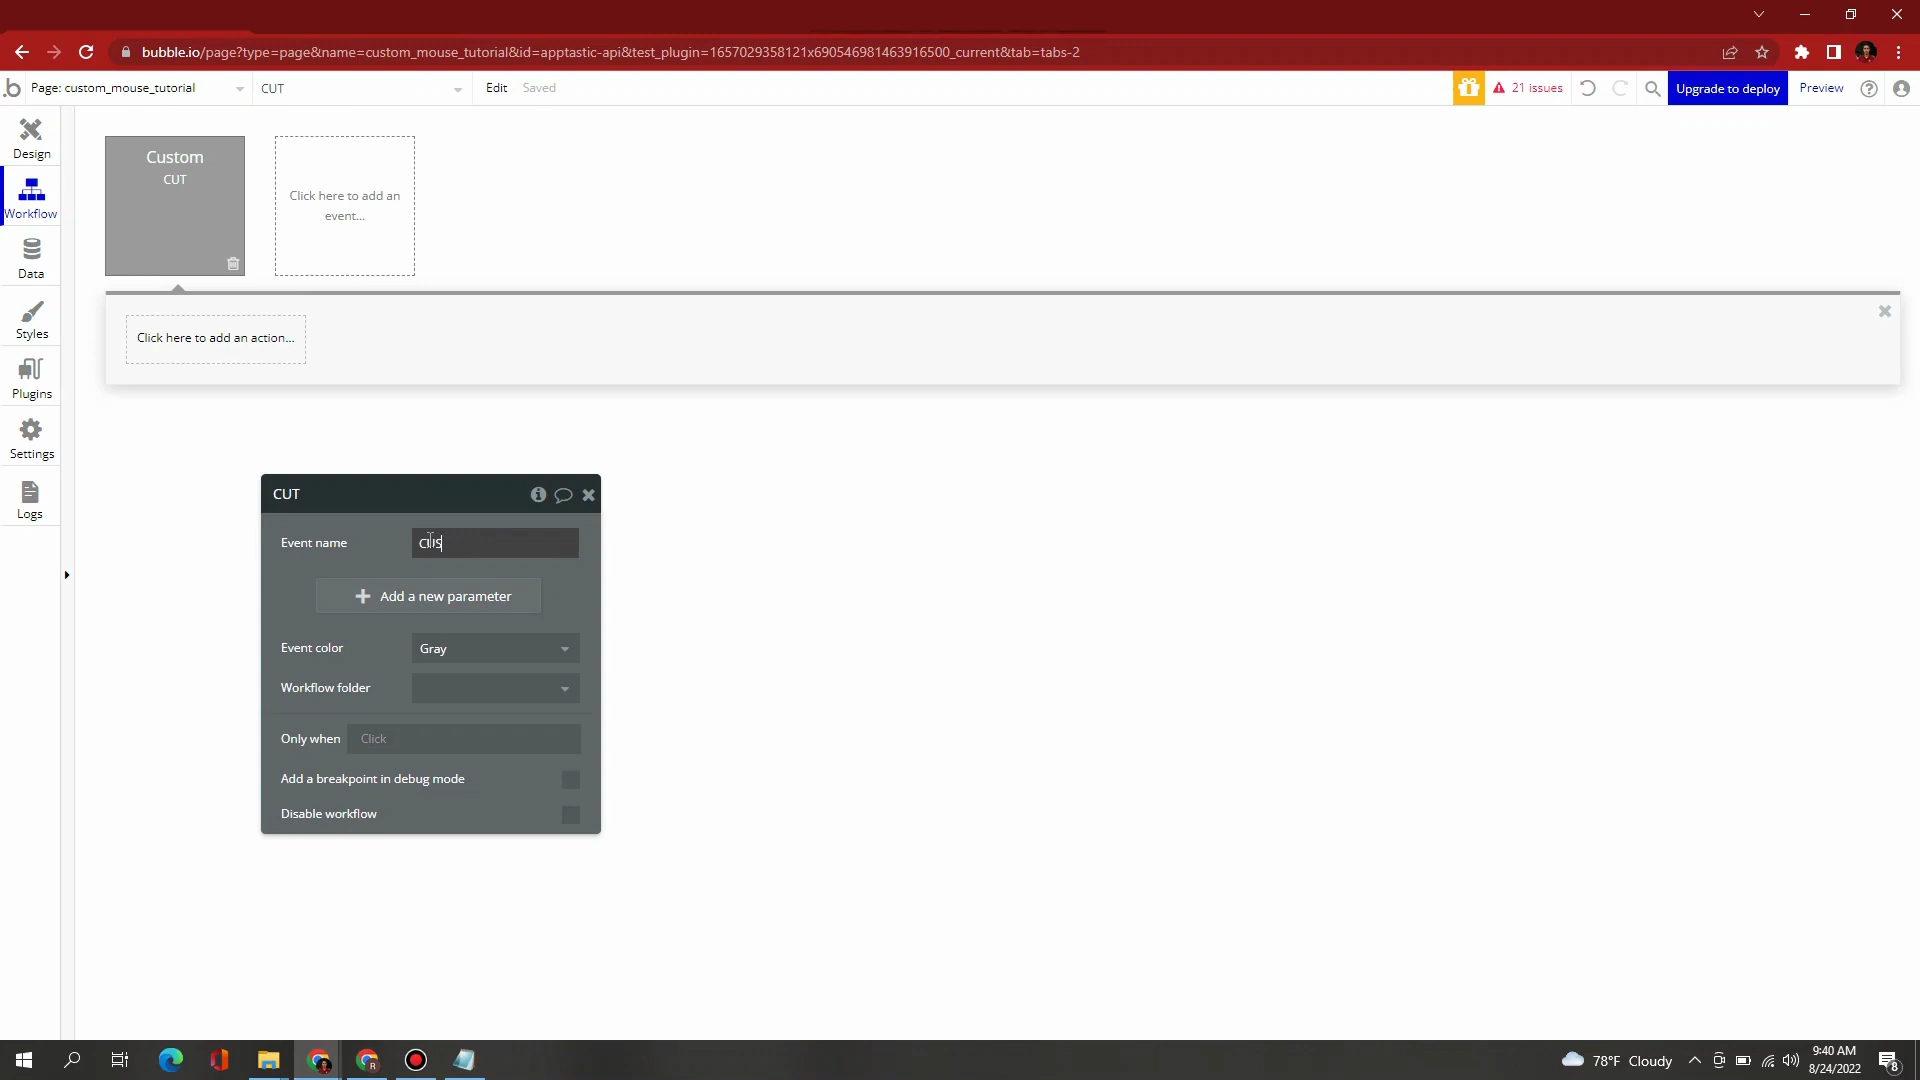 bubble.io/page?type=page&name=custom_mouse_tutorial&id=apptastic-api&test_plugin=1657029358121x690546981463916500_current&tab=tabs-2
.b Page: custom_mouse_tutorial CUT Edit Saved 21 issues Upgrade to deploy Preview
Design
Workflow
Data
Styles
Plugins
Settings
Logs
Custom
CUT
Click here to add an
event...
Click here to add an action...
CUT
Event name CUS
Add a new parameter
Event color Gray
Workflow folder
Only when Click
Add a breakpoint in debug mode
Disable workflow
78°F Cloudy
9:40 AM
8/24/2022
8